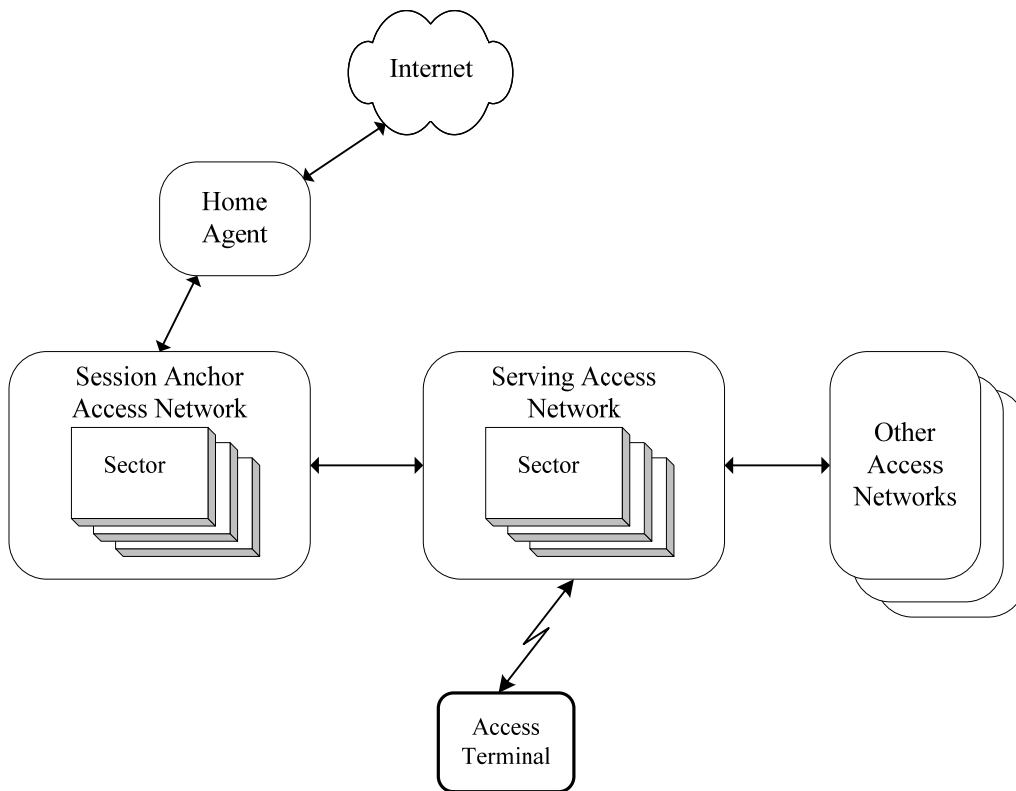 Internet
Home
Agent
Session Anchor
Access Network
Sector
Serving Access
Network
Sector
Other
Access
Networks
Access
Terminal